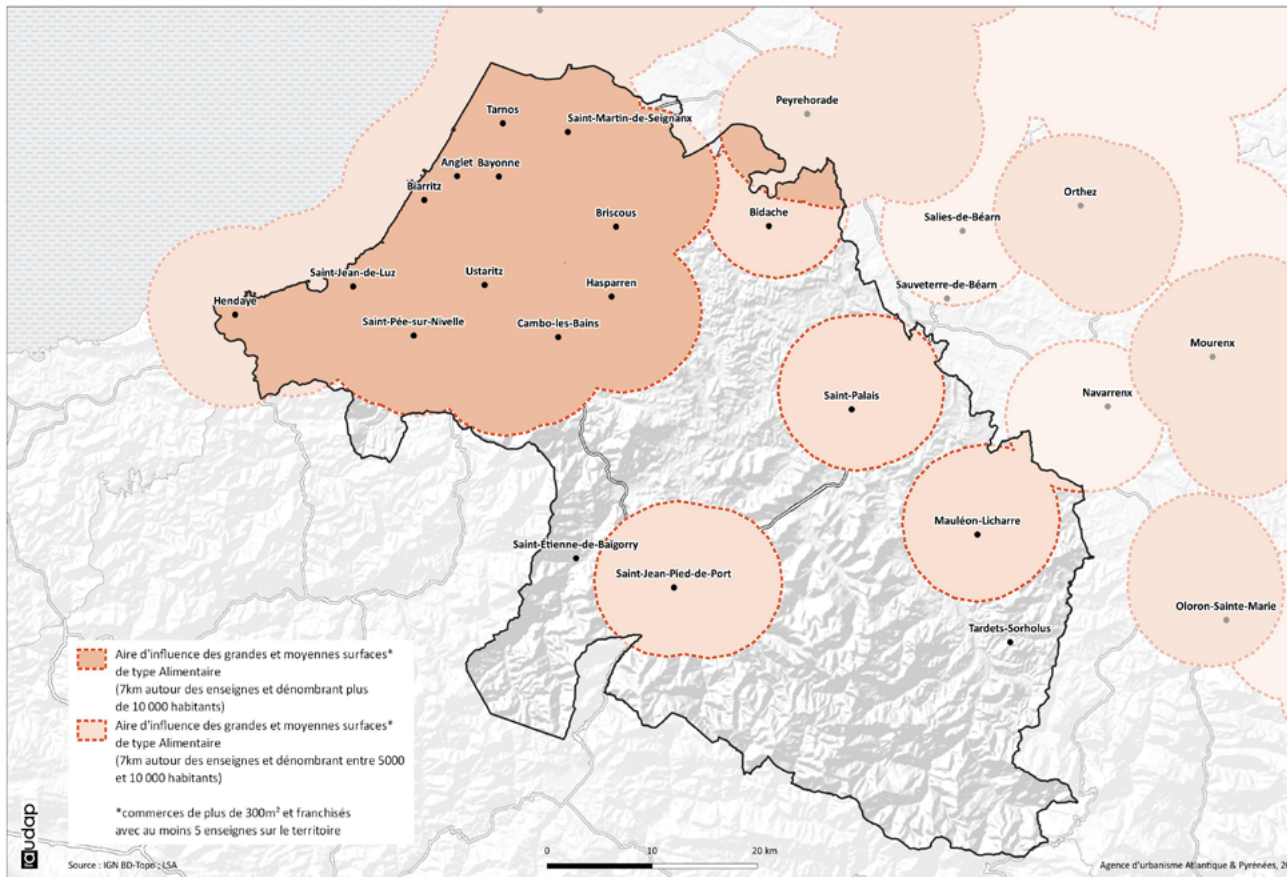 Peyrehorade
Tarnos
Saint-Martin-de-Seignanx
Anglet
Bayonne
Biarritz
Orthez
Briscous
Bidache
Salies-de-Béarn
Saint-Jean-de-Luz
Ustaritz
Hasparren
Sauveterre-de-Béarn
Hendaye
Saint-Pée-sur-Nivelle
Cambo-les-Bains
Mourenx
Saint-Palais
Navarrenx
Mauléon-Licharre
Saint-Étienne-de-Baïgorry
Saint-Jean-Pied-de-Port
Oloron-Sainte-Marie
Tardets-Sorholus
Aire d'influence des grandes et moyennes surfaces*
de type Alimentaire
(7km autour des enseignes et dénombrant plus
de 10 000 habitants)
Aire d'influence des grandes et moyennes surfaces*
de type Alimentaire
(7km autour des enseignes et dénombrant entre 5000
et 10 000 habitants)
*commerces de plus de 300m² et franchisés
avec au moins 5 enseignes sur le territoire
audap
Source : IGN BD-Topo ; LSA
0 10 20 km
Agence d'urbanisme Atlantique & Pyrénées,